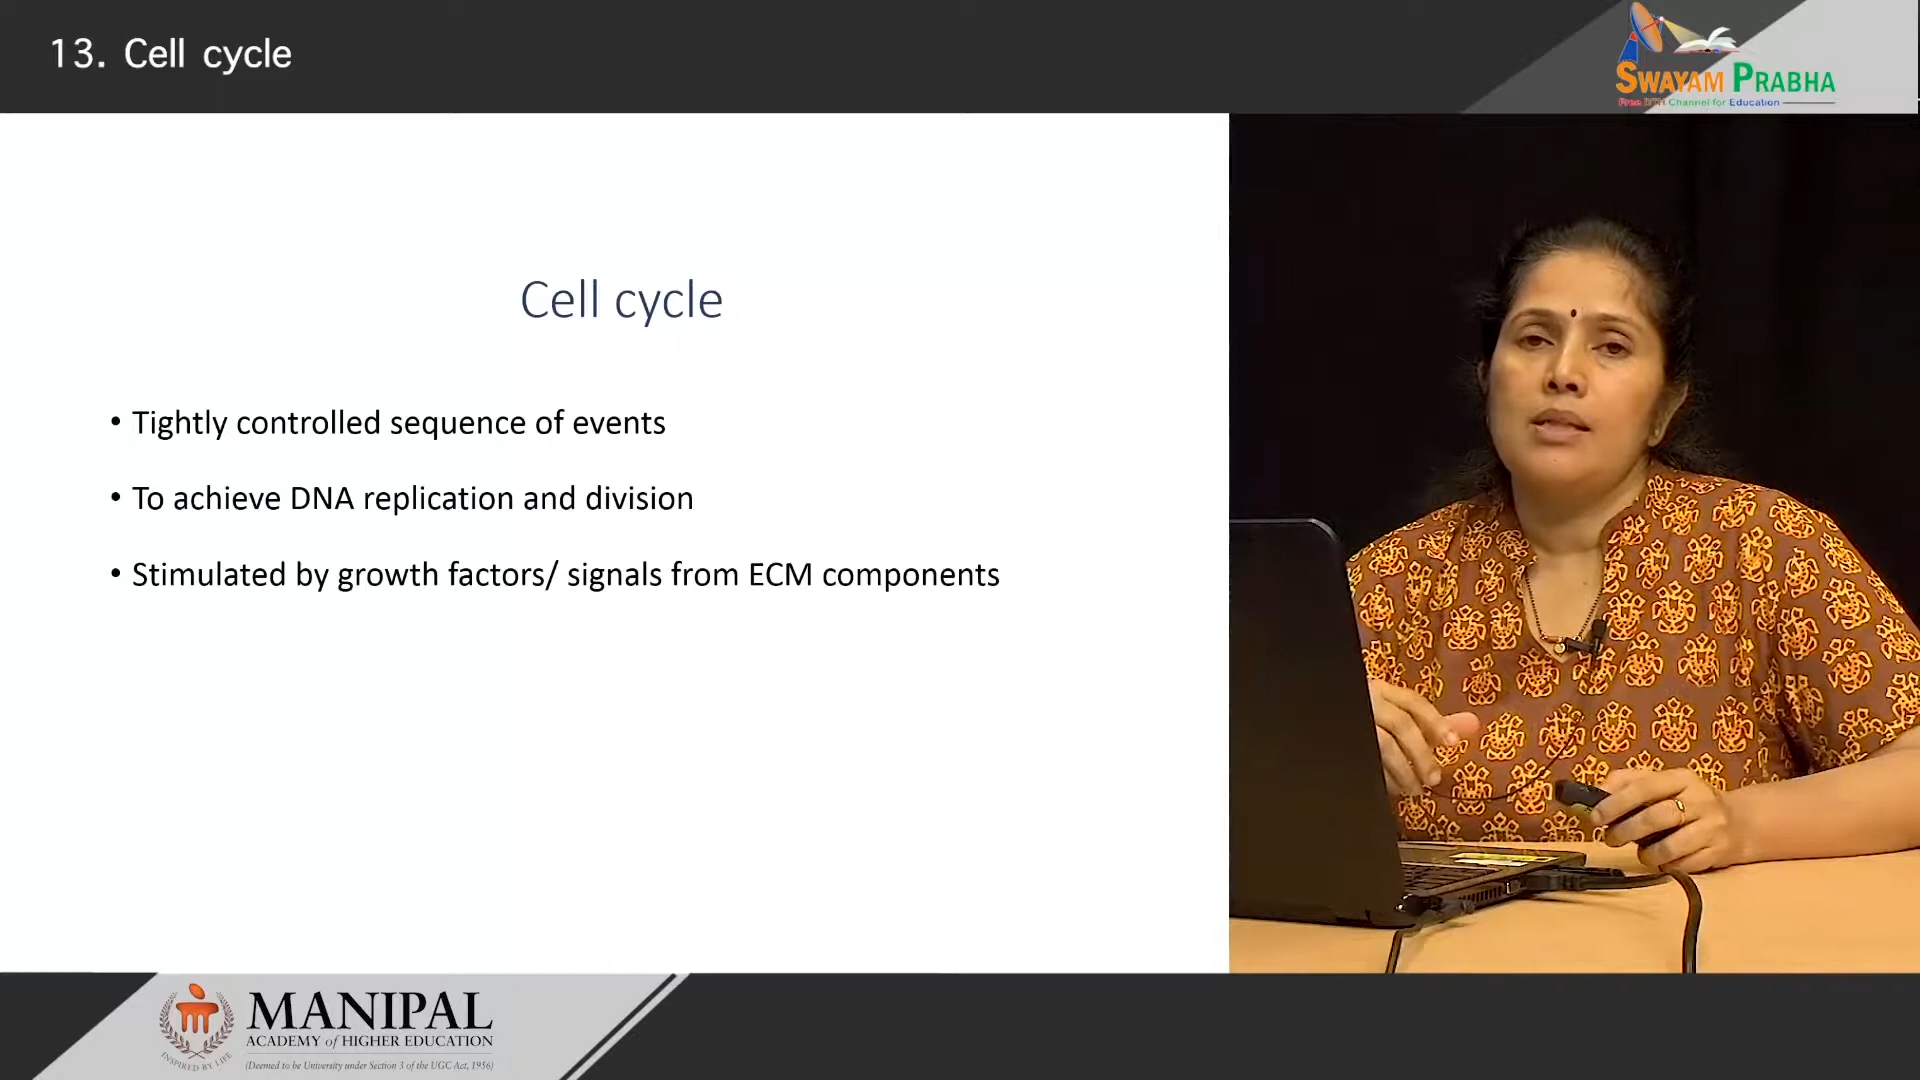 13. Cell cycle
SWAYAM PRABHA
Free DTH Channel for Education
Cell cycle
• Tightly controlled sequence of events
• To achieve DNA replication and division
• Stimulated by growth factors/ signals from ECM components
MANIPAL
ACADEMY of HIGHER EDUCATION
(Deemed to be University under Section 3 of the UGC Act, 1956)
INSPIRED BY LIFE